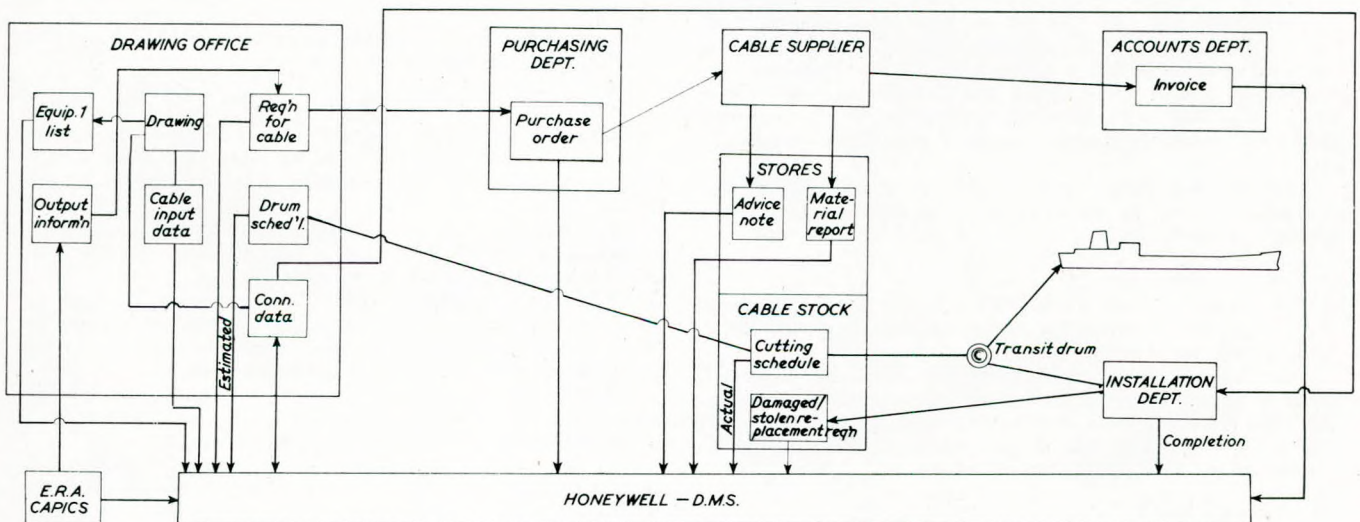 DRAWING OFFICE
Equip.1
list
Drawing
Req'n
for
cable
Output
inform'n
Cable
input
data
Drum
sched'l.
Conn.
data
Estimated
PURCHASING
DEPT.
Purchase
order
CABLE SUPPLIER
ACCOUNTS DEPT.
Invoice
STORES
Advice
note
Mate-
rial
report
CABLE STOCK
Cutting
schedule
Actual
Damaged/
stolen re-
placement req'n
Transit drum
INSTALLATION
DEPT.
Completion
E.R.A.
CAPICS
HONEYWELL — D.M.S.